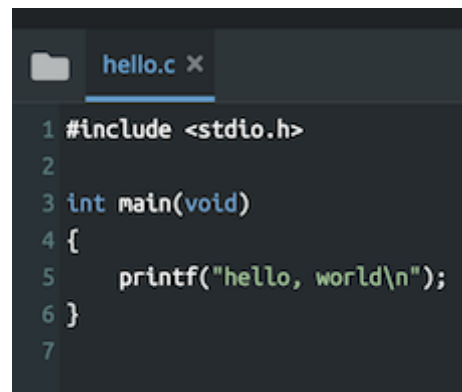 hello.c ×
1 #include <stdio.h>
2
3 int main(void)
4 {
5     printf("hello, world\n");
6 }
7